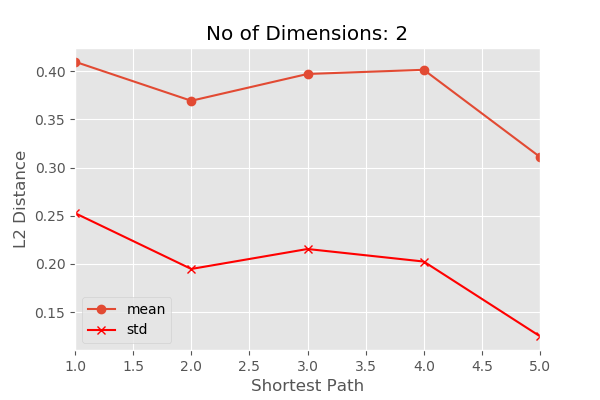 No of Dimensions: 2
L2 Distance
0.40
0.35
0.30
0.25
0.20
0.15
mean
std
1.0 1.5 2.0 2.5 3.0 3.5 4.0 4.5 5.0
Shortest Path